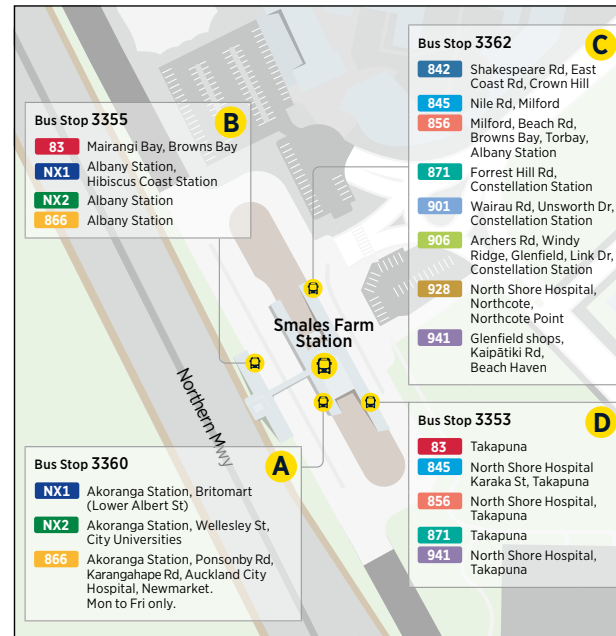 Bus Stop 3362
C
842 Shakespeare Rd, East
Coast Rd, Crown Hill
845 Nile Rd, Milford
856 Milford, Beach Rd,
Browns Bay, Torbay,
Albany Station
871 Forrest Hill Rd,
Constellation Station
901 Wairau Rd, Unsworth Dr,
Constellation Station
906 Archers Rd, Windy
Ridge, Glenfield, Link Dr,
Constellation Station
928 North Shore Hospital,
Northcote,
Northcote Point
941 Glenfield shops,
Kaipātiki Rd,
Beach Haven
Bus Stop 3355
B
83 Mairangi Bay, Browns Bay
NX1 Albany Station,
Hibiscus Coast Station
NX2 Albany Station
866 Albany Station
Smales Farm
Station
Northern Mwy
Bus Stop 3360
A
NX1 Akoranga Station, Britomart
(Lower Albert St)
NX2 Akoranga Station, Wellesley St,
City Universities
866 Akoranga Station, Ponsonby Rd,
Karangahape Rd, Auckland City
Hospital, Newmarket.
Mon to Fri only.
Bus Stop 3353
D
83 Takapuna
845 North Shore Hospital
Karaka St, Takapuna
856 North Shore Hospital,
Takapuna
871 Takapuna
941 North Shore Hospital,
Takapuna